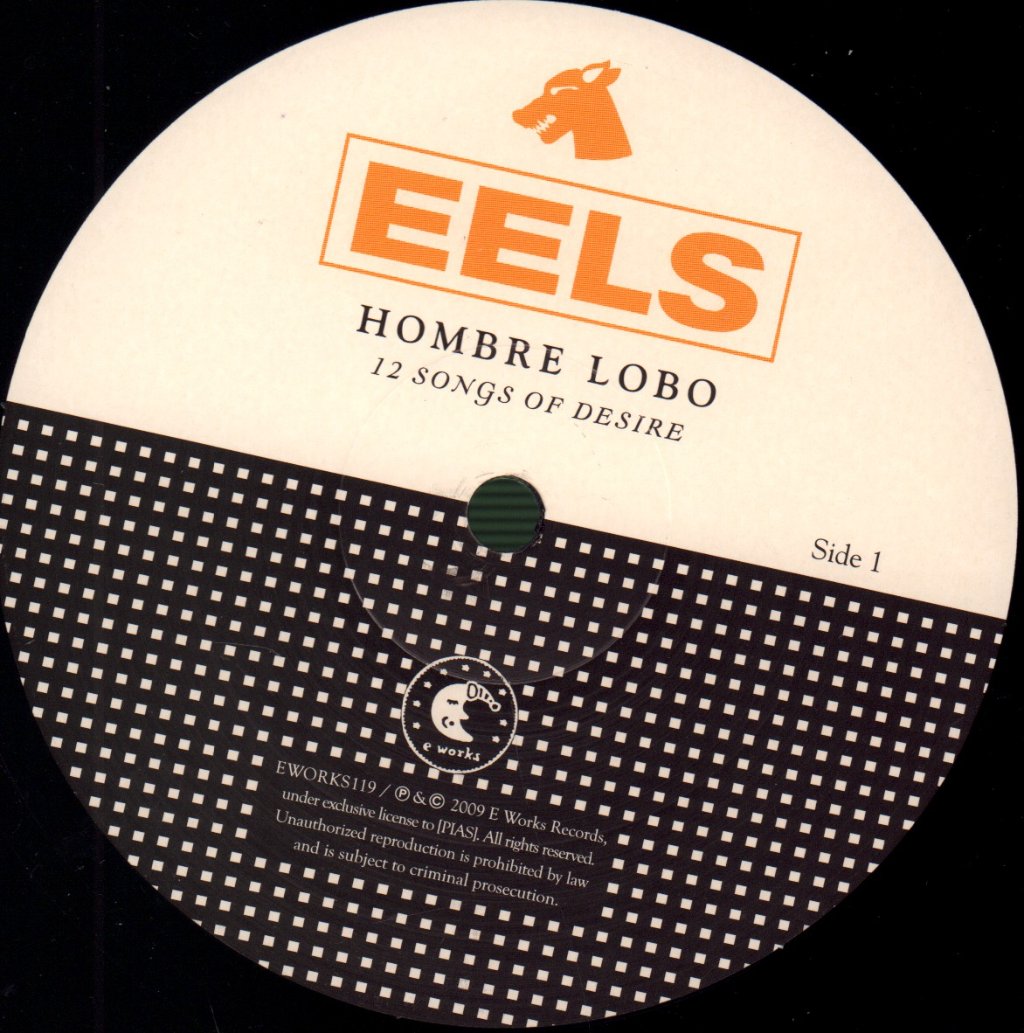 EELS
HOMBRE LOBO
12 SONGS OF DESIRE
Side 1
e works
EWORKS119 / ℗ & © 2009 E Works Records,
under exclusive license to [PIAS]. All rights reserved.
Unauthorized reproduction is prohibited by law
and is subject to criminal prosecution.